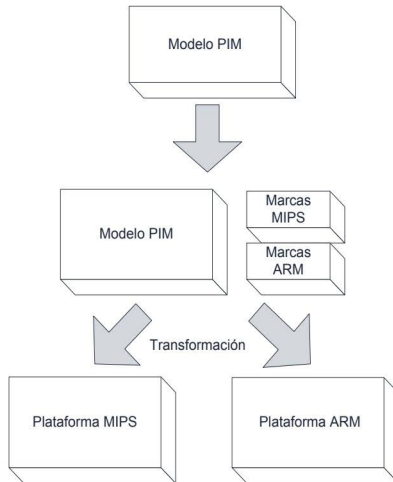 Modelo PIM
Modelo PIM
Marcas
MIPS
Marcas
ARM
Transformación
Plataforma MIPS
Plataforma ARM